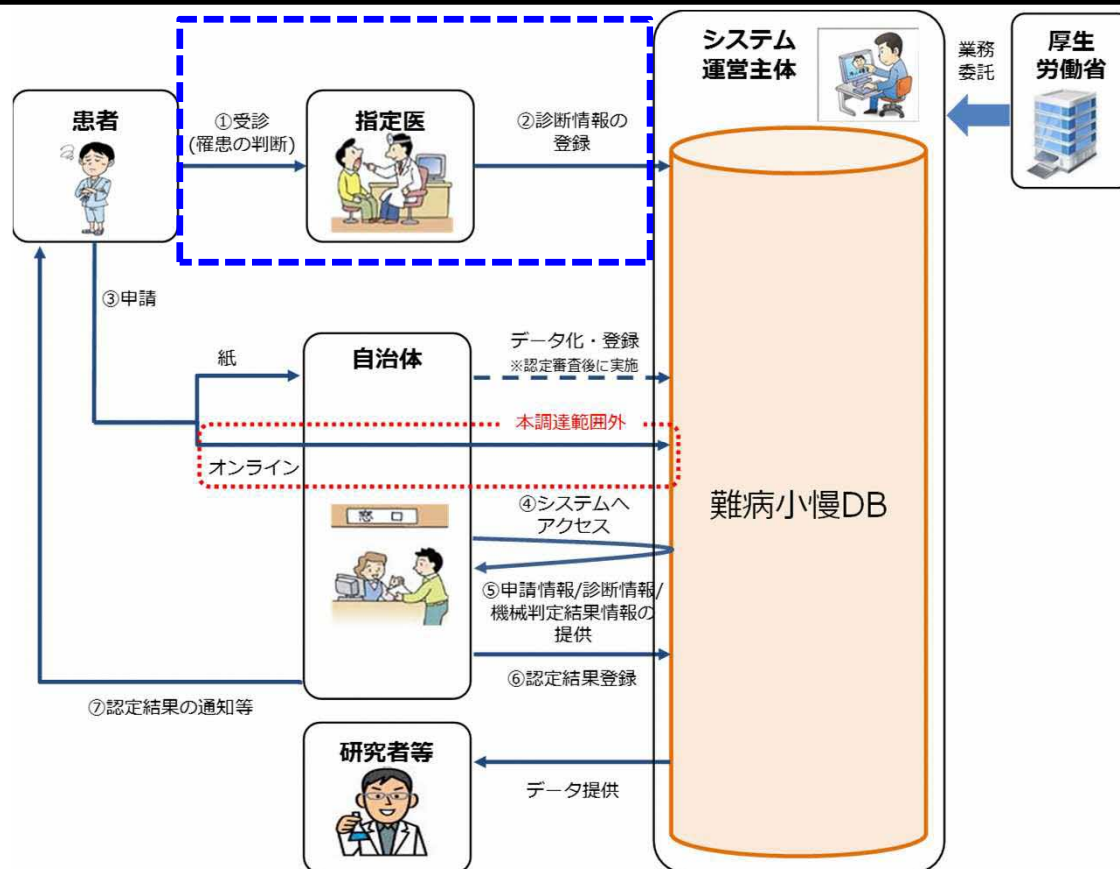 システム
運営主体
業務
委託
厚生
労働省
患者
①受診
(罹患の判断)
指定医
②診断情報の
登録
③申請
紙
自治体
データ化・登録
※認定審査後に実施
本調達範囲外
オンライン
窓口
④システムへ
アクセス
難病小慢DB
⑤申請情報/診断情報/
機械判定結果情報の
提供
⑥認定結果登録
⑦認定結果の通知等
研究者等
データ提供